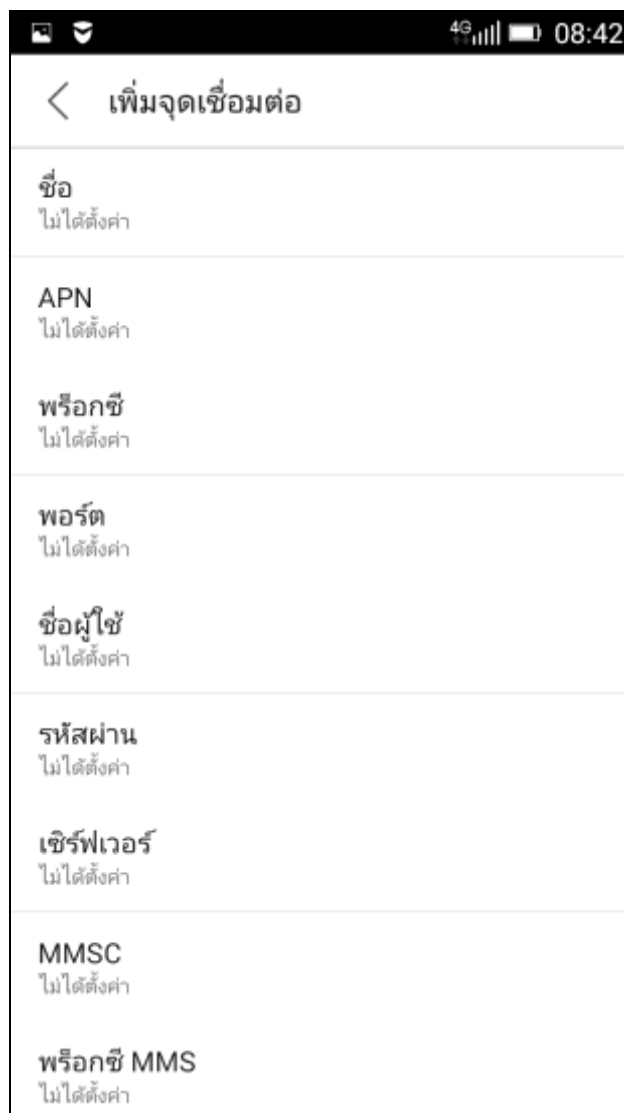 4G 08:42
เพิ่มจุดเชื่อมต่อ
ชื่อ
ไม่ได้ตั้งค่า
APN
ไม่ได้ตั้งค่า
พร็อกซี
ไม่ได้ตั้งค่า
พอร์ต
ไม่ได้ตั้งค่า
ชื่อผู้ใช้
ไม่ได้ตั้งค่า
รหัสผ่าน
ไม่ได้ตั้งค่า
เซิร์ฟเวอร์
ไม่ได้ตั้งค่า
MMSC
ไม่ได้ตั้งค่า
พร็อกซี MMS
ไม่ได้ตั้งค่า